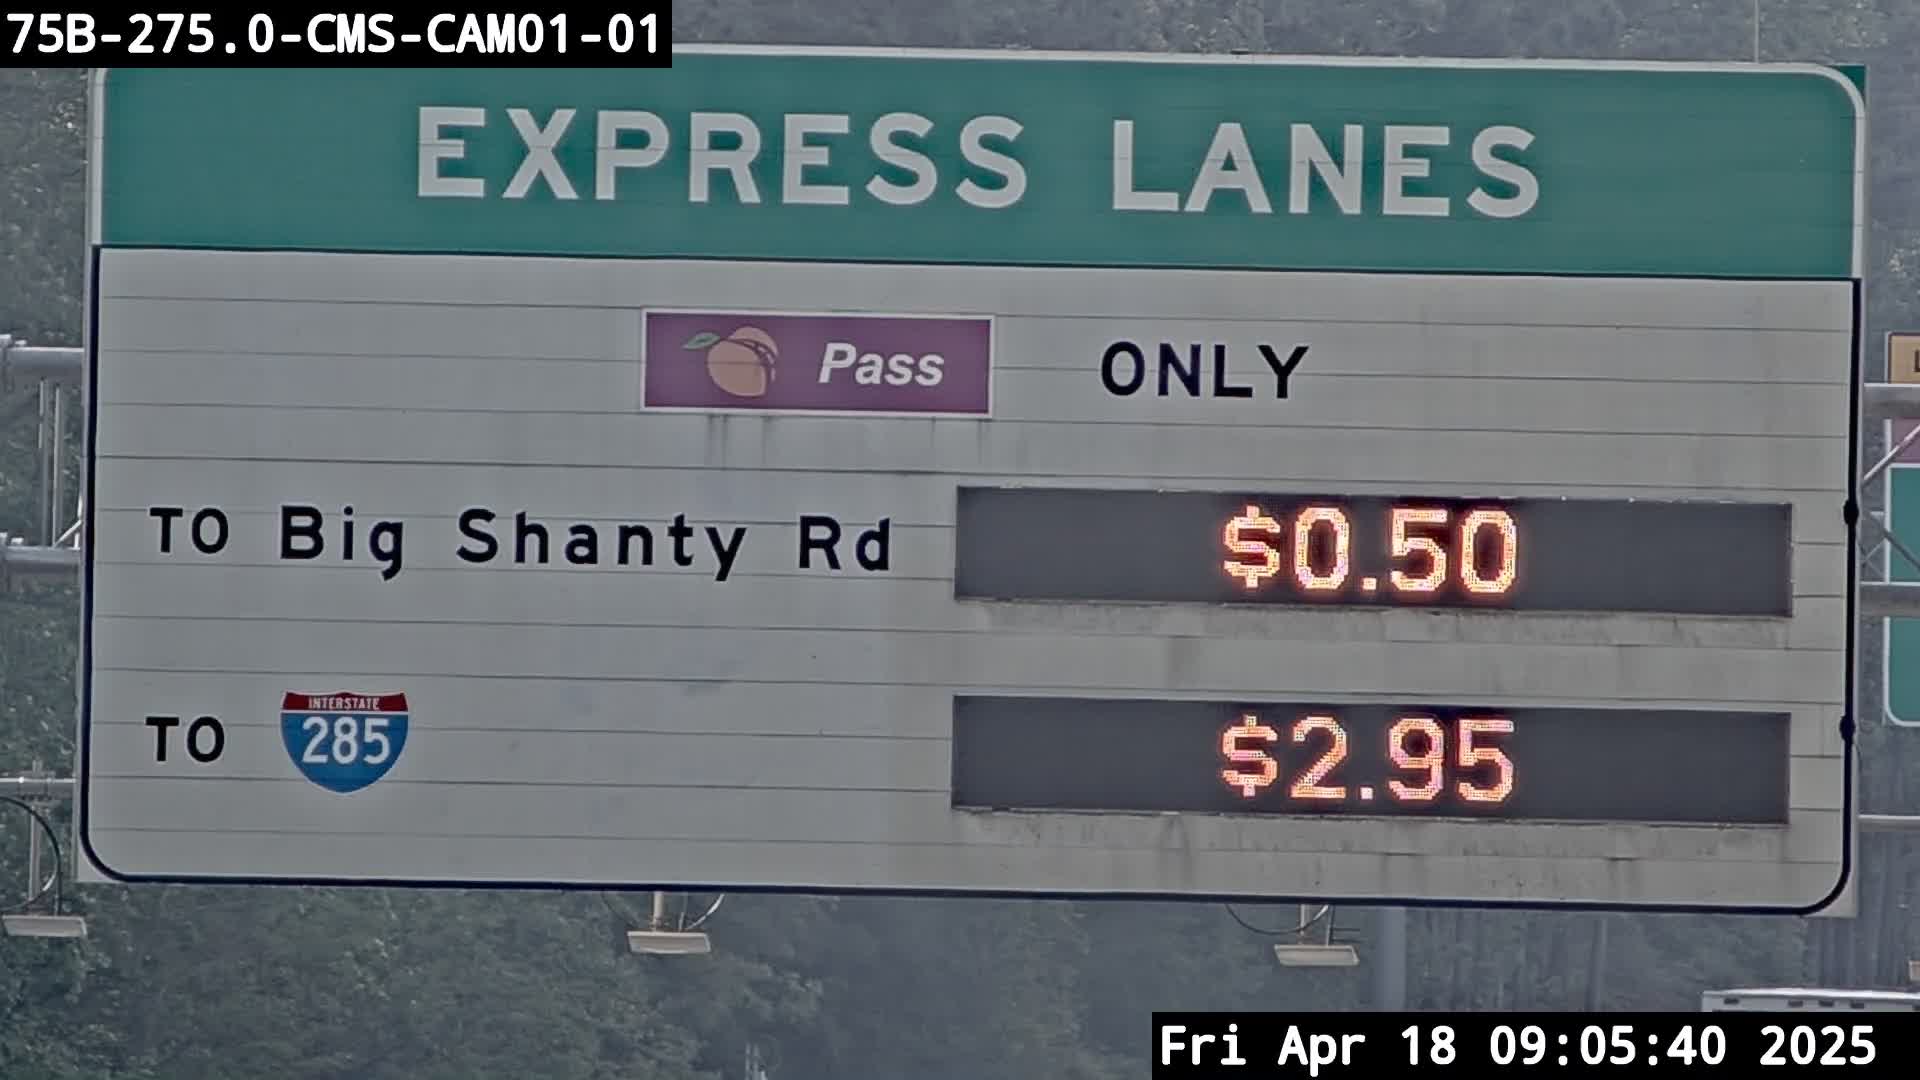 75B-275.0-CMS-CAM01-01
EXPRESS LANES
Pass ONLY
TO Big Shanty Rd $0.50
INTERSTATE
TO 285 $2.95
Fri Apr 18 09:05:40 2025